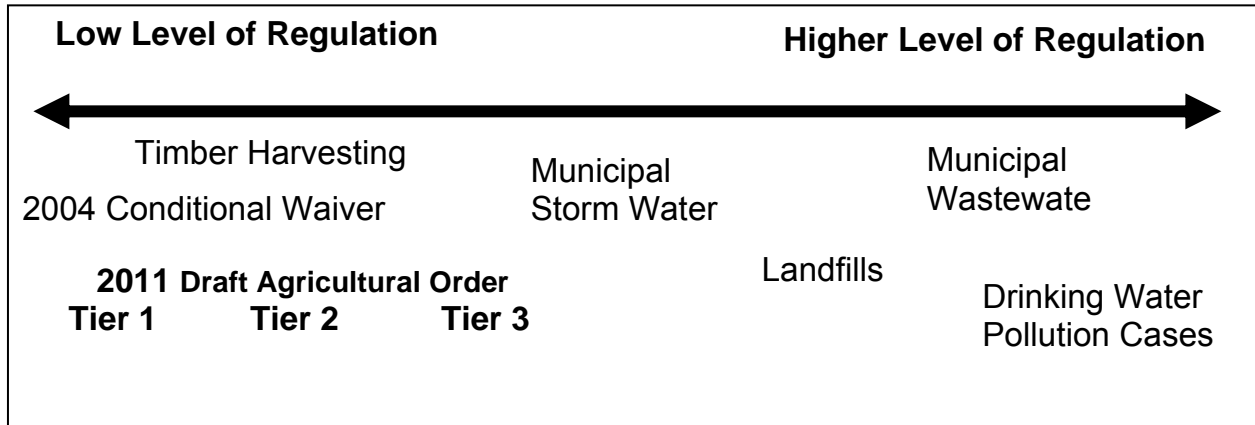 Low Level of Regulation
Higher Level of Regulation
Timber Harvesting
2004 Conditional Waiver
2011 Draft Agricultural Order
Tier 1 Tier 2 Tier 3
Municipal
Storm Water
Landfills
Municipal
Wastewate
Drinking Water
Pollution Cases